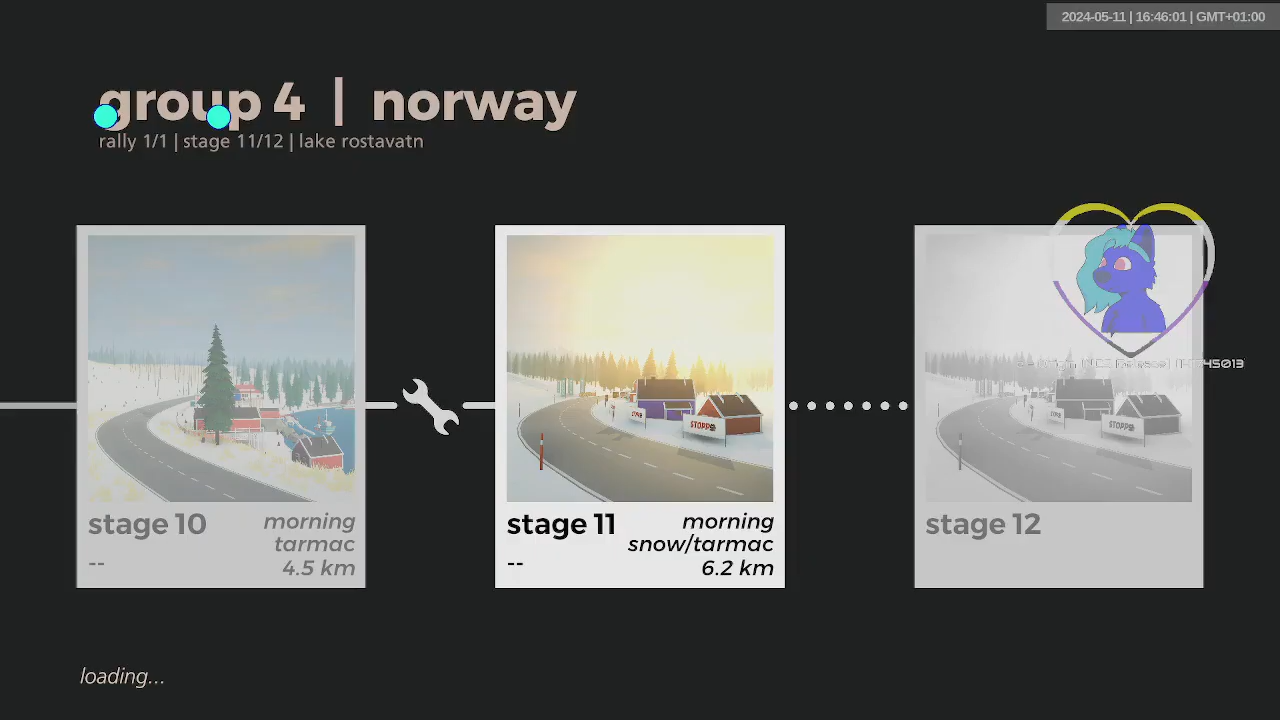 2024-05-11 | 16:46:01 | GMT+01:00
group 4 | norway
rally 1/1 | stage 11/12 | lake rostavatn
STOPP
STOPP
stage 10
morning
tarmac
--
4.5 km
stage 11
morning
snow/tarmac
--
6.2 km
stage 12
loading...